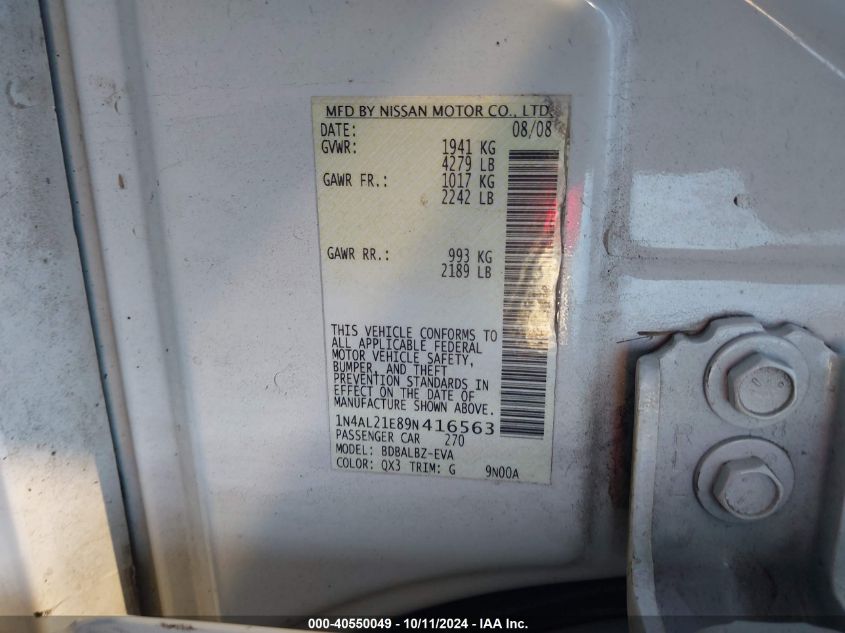 MFD BY NISSAN MOTOR CO., LTD.
DATE: 08/08
GVWR: 1941 KG
4279 LB
GAWR FR.: 1017 KG
2242 LB
GAWR RR.: 993 KG
2189 LB
THIS VEHICLE CONFORMS TO
ALL APPLICABLE FEDERAL
MOTOR VEHICLE SAFETY,
BUMPER, AND THEFT
PREVENTION STANDARDS IN
EFFECT ON THE DATE OF
MANUFACTURE SHOWN ABOVE.
1N4AL21E89N416563
PASSENGER CAR 270
MODEL: BDBALBZ-EVA
COLOR: QX3 TRIM: G 9N00A
000-40550049 - 10/11/2024 - IAA Inc.